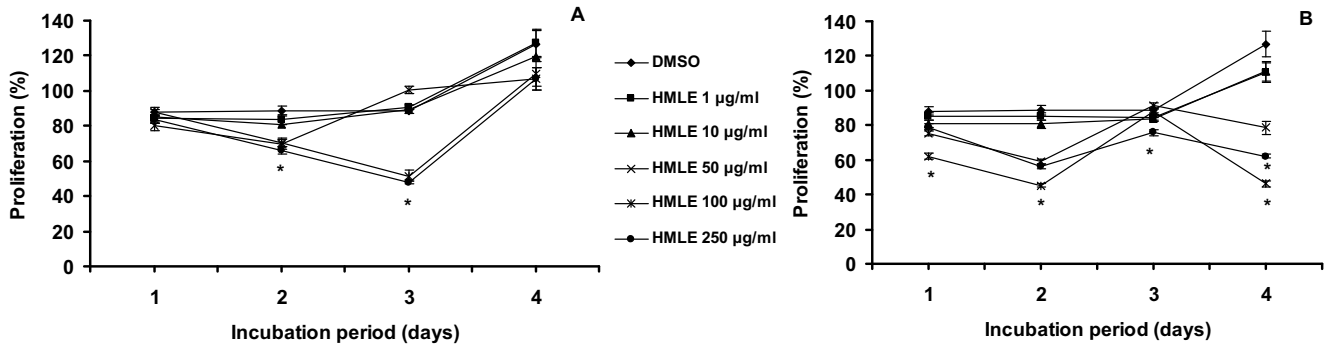 A
Proliferation (%)
140
120
100
80
60
40
20
0
*
*
1 2 3 4
Incubation period (days)
DMSO
HMLE 1 µg/ml
HMLE 10 µg/ml
HMLE 50 µg/ml
HMLE 100 µg/ml
HMLE 250 µg/ml
B
Proliferation (%)
140
120
100
80
60
40
20
0
*
*
*
*
*
1 2 3 4
Incubation period (days)